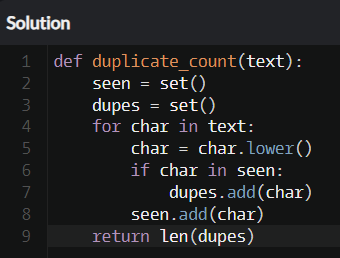 Solution
1 def duplicate_count(text):
2     seen = set()
3     dupes = set()
4     for char in text:
5         char = char.lower()
6         if char in seen:
7             dupes.add(char)
8         seen.add(char)
9     return len(dupes)